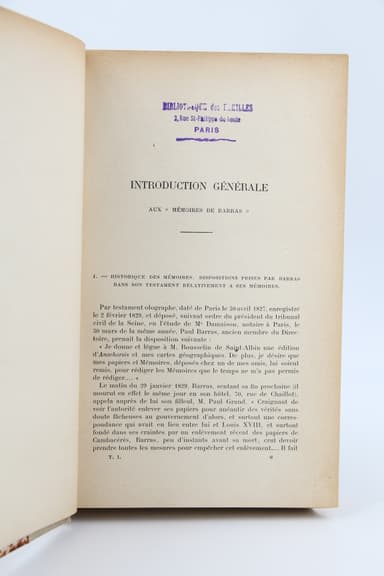 BIBLIOTHÈQUE des FAMILLES
2, Rue St-Philippe du Roule
PARIS
INTRODUCTION GÉNÉRALE
AUX « MÉMOIRES DE BARRAS »
I. — HISTORIQUE DES MÉMOIRES. DISPOSITIONS PRISES PAR BARRAS
DANS SON TESTAMENT RELATIVEMENT A SES MÉMOIRES.
Par testament olographe, daté de Paris le 30 avril 1827, enregistré
le 2 février 1829, et déposé, suivant ordre du président du tribunal
civil de la Seine, en l'étude de Me Damaison, notaire à Paris, le
30 mars de la même année, Paul Barras, ancien membre du Direc-
toire, prenait la disposition suivante :
« Je donne et lègue à M. Rousselin de Saint-Albin une édition
d'Anacharsis et mes cartes géographiques. De plus, je désire que
mes papiers et Mémoires, déposés chez un de mes amis, lui soient
remis, pour rédiger les Mémoires que le temps ne m'a pas permis
de rédiger.... »
Le matin du 29 janvier 1829, Barras, sentant sa fin prochaine (il
mourut en effet le même jour en son hôtel, 70, rue de Chaillot),
appela auprès de lui son filleul, M. Paul Grand. « Craignant de
voir l'autorité enlever ses papiers pour anéantir des vérités sans
doute fâcheuses au gouvernement d'alors, et surtout une corres-
pondance qui avait eu lieu entre lui et Louis XVIII, et surtout
fondé dans ses craintes par un enlèvement récent des papiers de
Cambacérès, Barras, peu d'instants avant sa mort, crut devoir
prendre toutes les mesures pour empêcher cet enlèvement.... Il fait
T. I.